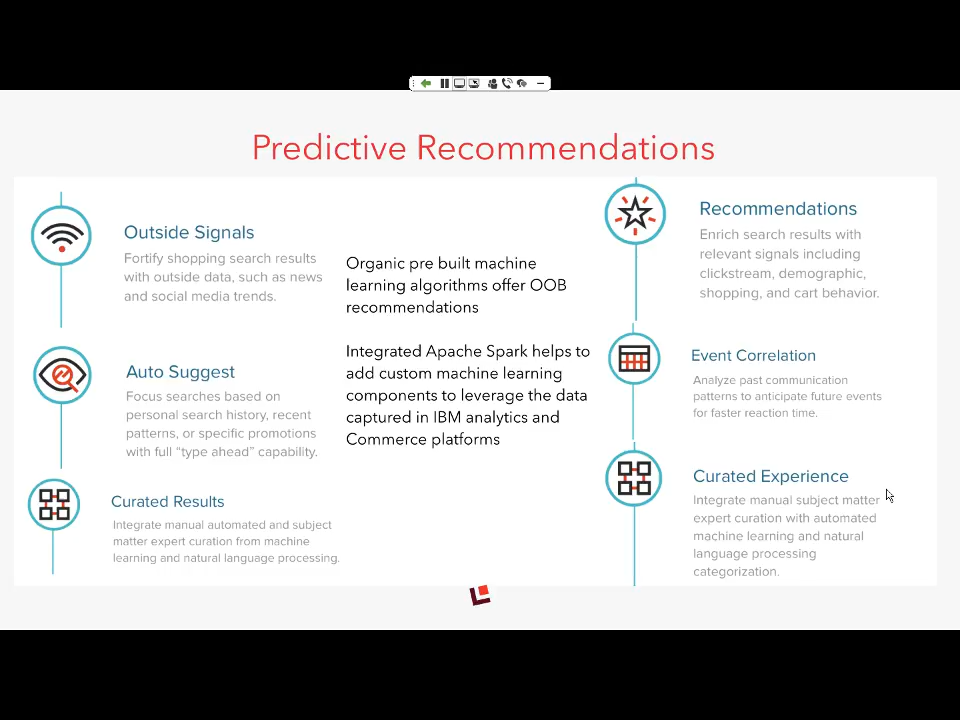 Predictive Recommendations
Outside Signals
Fortify shopping search results
with outside data, such as news
and social media trends.
Auto Suggest
Focus searches based on
personal search history, recent
patterns, or specific promotions
with full “type ahead” capability.
Curated Results
Integrate manual automated and subject
matter expert curation from machine
learning and natural language processing.
Organic pre built machine
learning algorithms offer OOB
recommendations
Integrated Apache Spark helps to
add custom machine learning
components to leverage the data
captured in IBM analytics and
Commerce platforms
Recommendations
Enrich search results with
relevant signals including
clickstream, demographic,
shopping, and cart behavior.
Event Correlation
Analyze past communication
patterns to anticipate future events
for faster reaction time.
Curated Experience
Integrate manual subject matter
expert curation with automated
machine learning and natural
language processing
categorization.